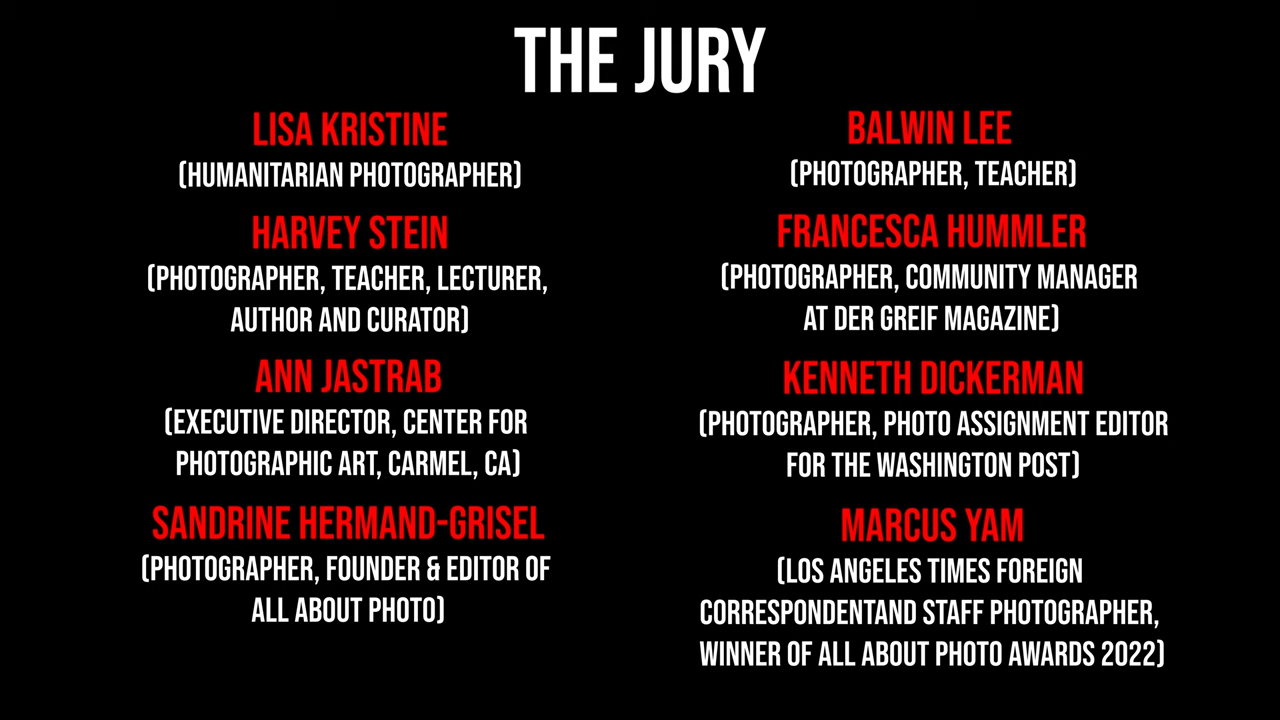 THE JURY
LISA KRISTINE
(HUMANITARIAN PHOTOGRAPHER)
HARVEY STEIN
(PHOTOGRAPHER, TEACHER, LECTURER,
AUTHOR AND CURATOR)
ANN JASTRAB
(EXECUTIVE DIRECTOR, CENTER FOR
PHOTOGRAPHIC ART, CARMEL, CA)
SANDRINE HERMAND-GRISEL
(PHOTOGRAPHER, FOUNDER & EDITOR OF
ALL ABOUT PHOTO)
BALWIN LEE
(PHOTOGRAPHER, TEACHER)
FRANCESCA HUMMLER
(PHOTOGRAPHER, COMMUNITY MANAGER
AT DER GREIF MAGAZINE)
KENNETH DICKERMAN
(PHOTOGRAPHER, PHOTO ASSIGNMENT EDITOR
FOR THE WASHINGTON POST)
MARCUS YAM
(LOS ANGELES TIMES FOREIGN
CORRESPONDENTAND STAFF PHOTOGRAPHER,
WINNER OF ALL ABOUT PHOTO AWARDS 2022)